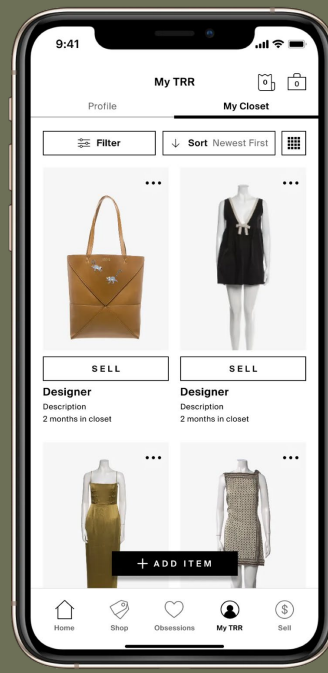 9:41
My TRR
0
0
Profile
My Closet
Filter
Sort Newest First
SELL
SELL
Designer
Designer
Description
Description
2 months in closet
2 months in closet
+ ADD ITEM
$
Home
Shop
Obsessions
My TRR
Sell